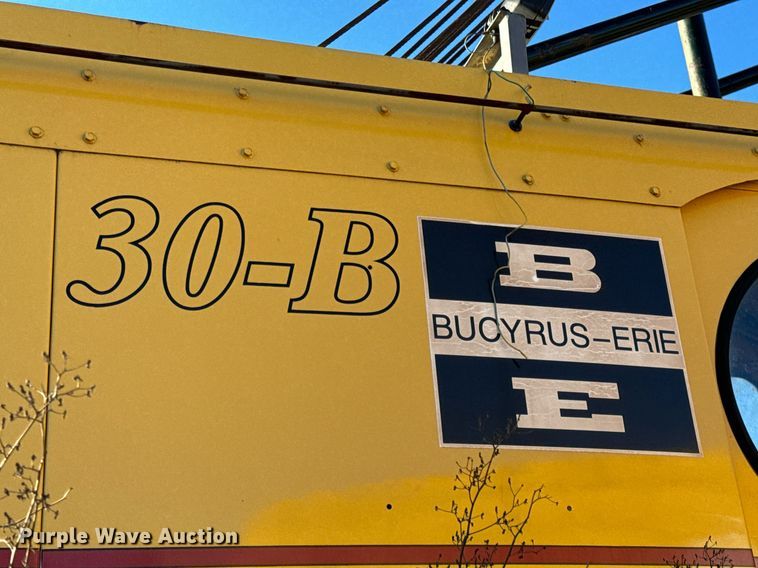 30-B
B
BUCYRUS-ERIE
E
Purple Wave Auction